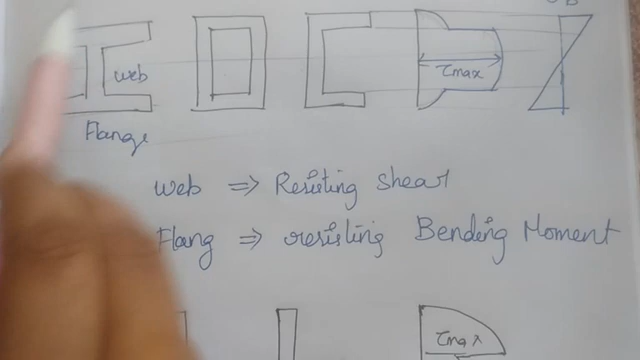 web
τmax
Flange
web => Resisting shear
Flang => resisting Bending Moment
τmax